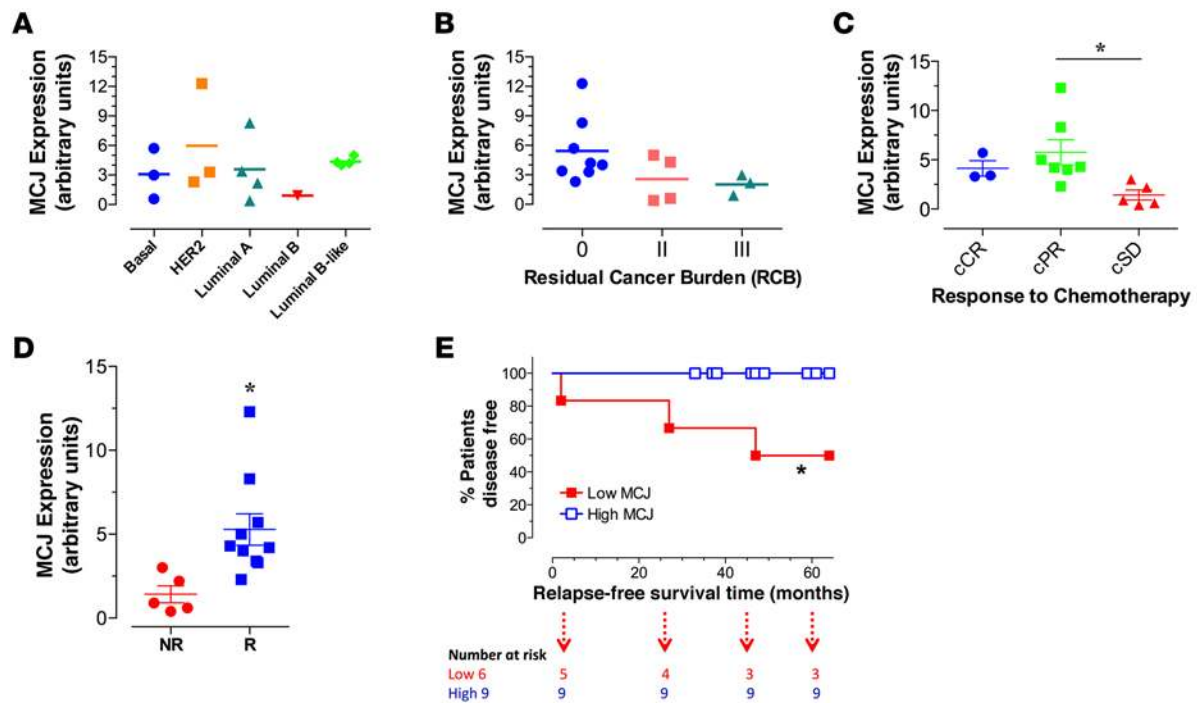 A
MCJ Expression
(arbitrary units)
15
12
9
6
3
0
Basal
HER2
Luminal A
Luminal B
Luminal B-like
B
MCJ Expression
(arbitrary units)
15
12
9
6
3
0
0
II
III
Residual Cancer Burden (RCB)
C
MCJ Expression
(arbitrary units)
15
10
5
0
*
cCR
cPR
cSD
Response to Chemotherapy
D
MCJ Expression
(arbitrary units)
15
10
5
0
*
NR
R
E
% Patients
disease free
100
80
60
40
20
0
Low MCJ
High MCJ
*
0 20 40 60
Relapse-free survival time (months)
Number at risk
Low 6 5 4 3 3
High 9 9 9 9 9